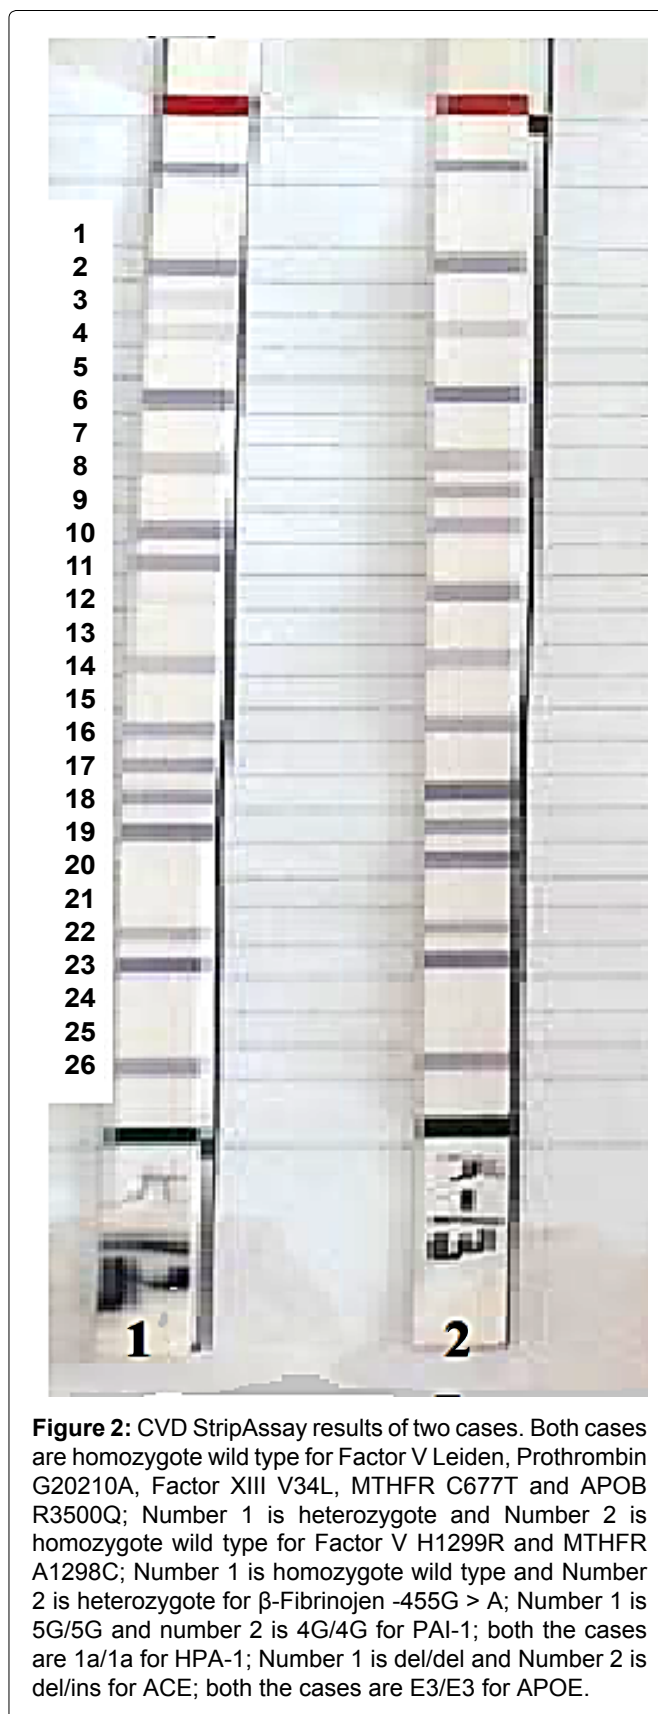 1
2
3
4
5
6
7
8
9
10
11
12
13
14
15
16
17
18
19
20
21
22
23
24
25
26
1
2
Figure 2: CVD StripAssay results of two cases. Both cases
are homozygote wild type for Factor V Leiden, Prothrombin
G20210A, Factor XIII V34L, MTHFR C677T and APOB
R3500Q; Number 1 is heterozygote and Number 2 is
homozygote wild type for Factor V H1299R and MTHFR
A1298C; Number 1 is homozygote wild type and Number
2 is heterozygote for β-Fibrinojen -455G > A; Number 1 is
5G/5G and number 2 is 4G/4G for PAI-1; both the cases
are 1a/1a for HPA-1; Number 1 is del/del and Number 2 is
del/ins for ACE; both the cases are E3/E3 for APOE.